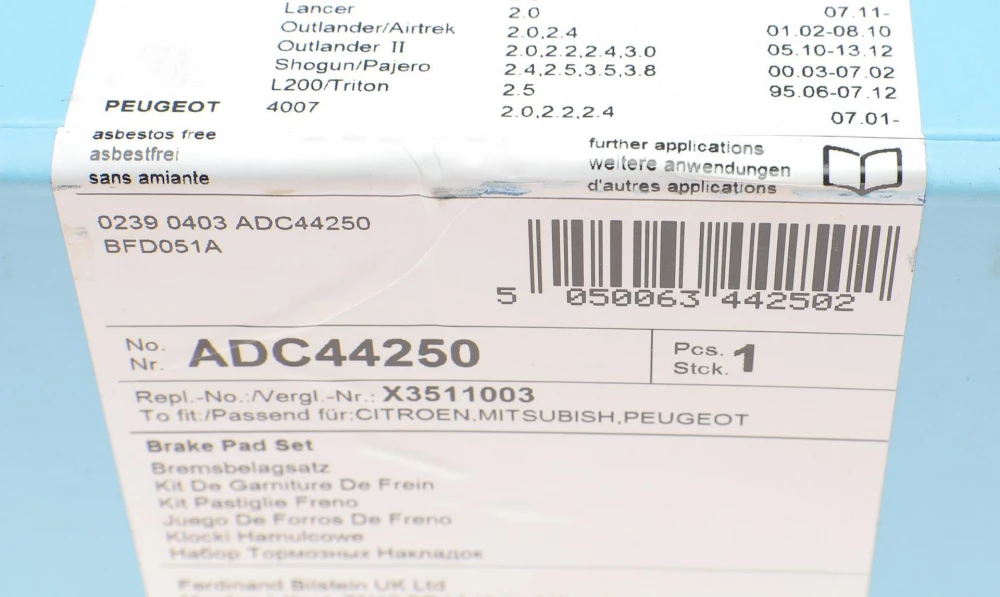 Lancer 2.0 07.11-
Outlander/Airtrek 2.0,2.4 01.02-08.10
Outlander II 2.0,2.2,2.4,3.0 05.10-13.12
Shogun/Pajero 2.4,2.5,3.5,3.8 00.03-07.02
L200/Triton 2.5 95.06-07.12
PEUGEOT 4007 2.0,2.2,2.4 07.01-
asbestos free
asbestfrei
sans amiante
further applications
weitere anwendungen
d'autres applications
0239 0403 ADC44250
BFD051A
5 050063 442502
No.
Nr. ADC44250
Pcs.
Stck. 1
Repl.-No.:/Vergl.-Nr.: X3511003
To fit:/Passend für:CITROEN,MITSUBISH,PEUGEOT
Brake Pad Set
Bremsbelagsatz
Kit De Garniture De Frein
Kit Pastiglie Freno
Juego De Forros De Freno
Klocki Hamulcowe
Набор Тормозных Накладок
Ferdinand Bilstein UK Ltd